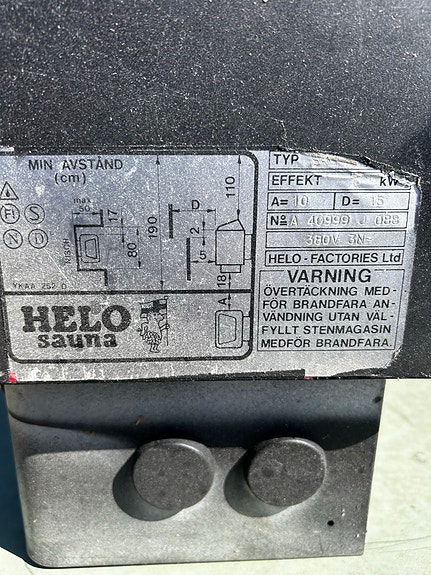 MIN AVSTÅND
(cm)
max
17
80
190
D
2
5
110
18
A
FI S
N D
YKAA 252 D
HELO
sauna
TYP
EFFEKT kW
A= 10 D= 15
Nº A 40999 J 088
380V 3N~
HELO - FACTORIES Ltd
VARNING
ÖVERTÄCKNING MED-
FÖR BRANDFARA AN-
VÄNDNING UTAN VÄL-
FYLLT STENMAGASIN
MEDFÖR BRANDFARA.